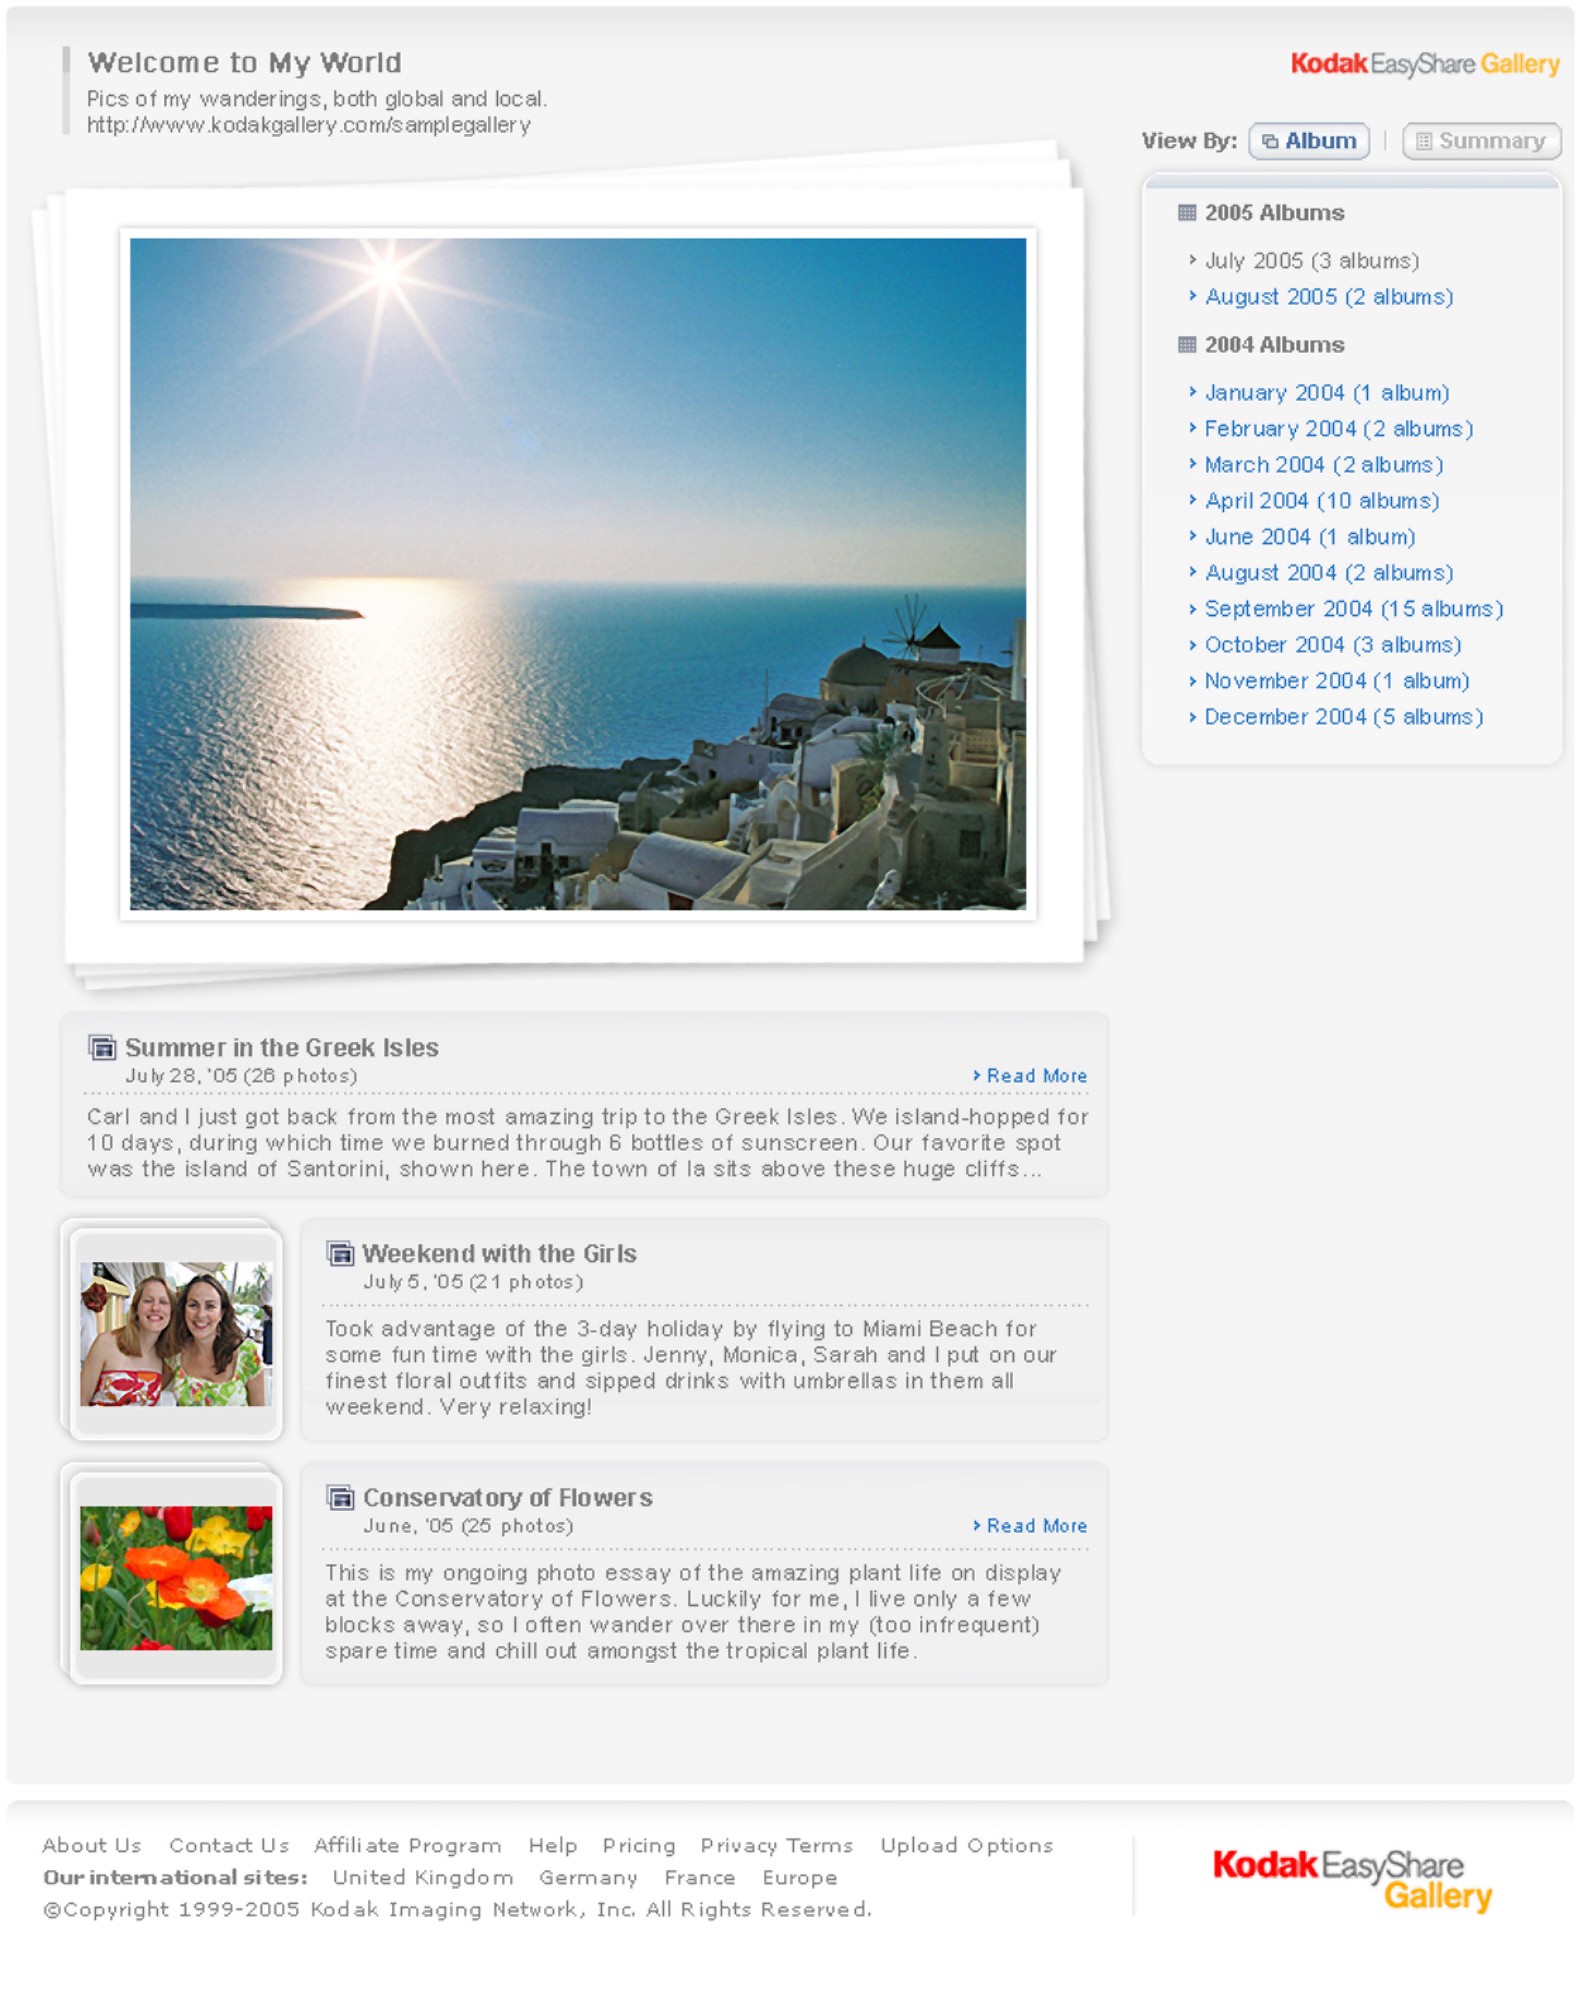 Welcome to My World
Pics of my wanderings, both global and local.
http://www.kodakgallery.com/samplegallery
Kodak EasyShare Gallery
View By: Album | Summary
2005 Albums
July 2005 (3 albums)
August 2005 (2 albums)
2004 Albums
January 2004 (1 album)
February 2004 (2 albums)
March 2004 (2 albums)
April 2004 (10 albums)
June 2004 (1 album)
August 2004 (2 albums)
September 2004 (15 albums)
October 2004 (3 albums)
November 2004 (1 album)
December 2004 (5 albums)
Summer in the Greek Isles
July 28, '05 (26 photos)
Read More
Carl and I just got back from the most amazing trip to the Greek Isles. We island-hopped for
10 days, during which time we burned through 6 bottles of sunscreen. Our favorite spot
was the island of Santorini, shown here. The town of Ia sits above these huge cliffs...
Weekend with the Girls
July 5, '05 (21 photos)
Took advantage of the 3-day holiday by flying to Miami Beach for
some fun time with the girls. Jenny, Monica, Sarah and I put on our
finest floral outfits and sipped drinks with umbrellas in them all
weekend. Very relaxing!
Conservatory of Flowers
June, '05 (25 photos)
Read More
This is my ongoing photo essay of the amazing plant life on display
at the Conservatory of Flowers. Luckily for me, I live only a few
blocks away, so I often wander over there in my (too infrequent)
spare time and chill out amongst the tropical plant life.
About Us Contact Us Affiliate Program Help Pricing Privacy Terms Upload Options
Our international sites: United Kingdom Germany France Europe
©Copyright 1999-2005 Kodak Imaging Network, Inc. All Rights Reserved.
Kodak EasyShare
Gallery